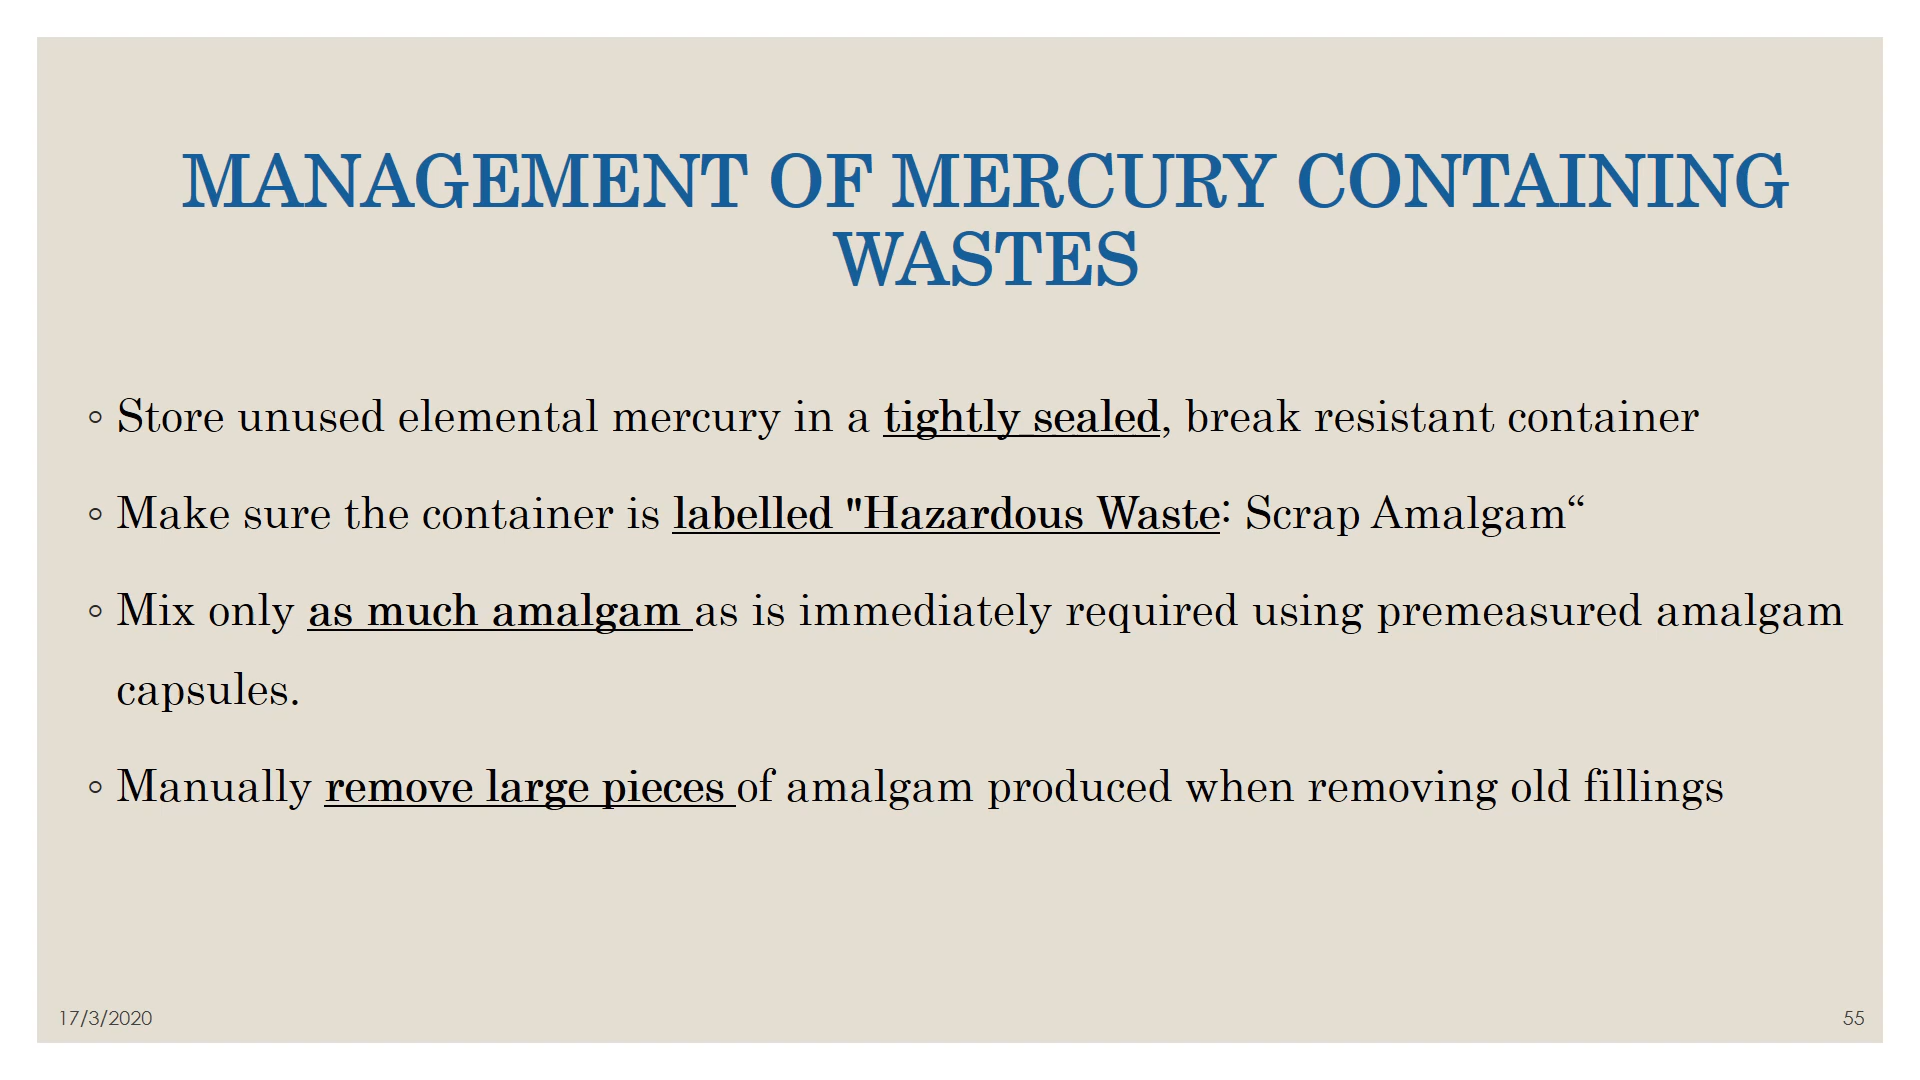 MANAGEMENT OF MERCURY CONTAINING
WASTES
◦ Store unused elemental mercury in a tightly sealed, break resistant container
◦ Make sure the container is labelled "Hazardous Waste: Scrap Amalgam“
◦ Mix only as much amalgam as is immediately required using premeasured amalgam
capsules.
◦ Manually remove large pieces of amalgam produced when removing old fillings
17/3/2020
55